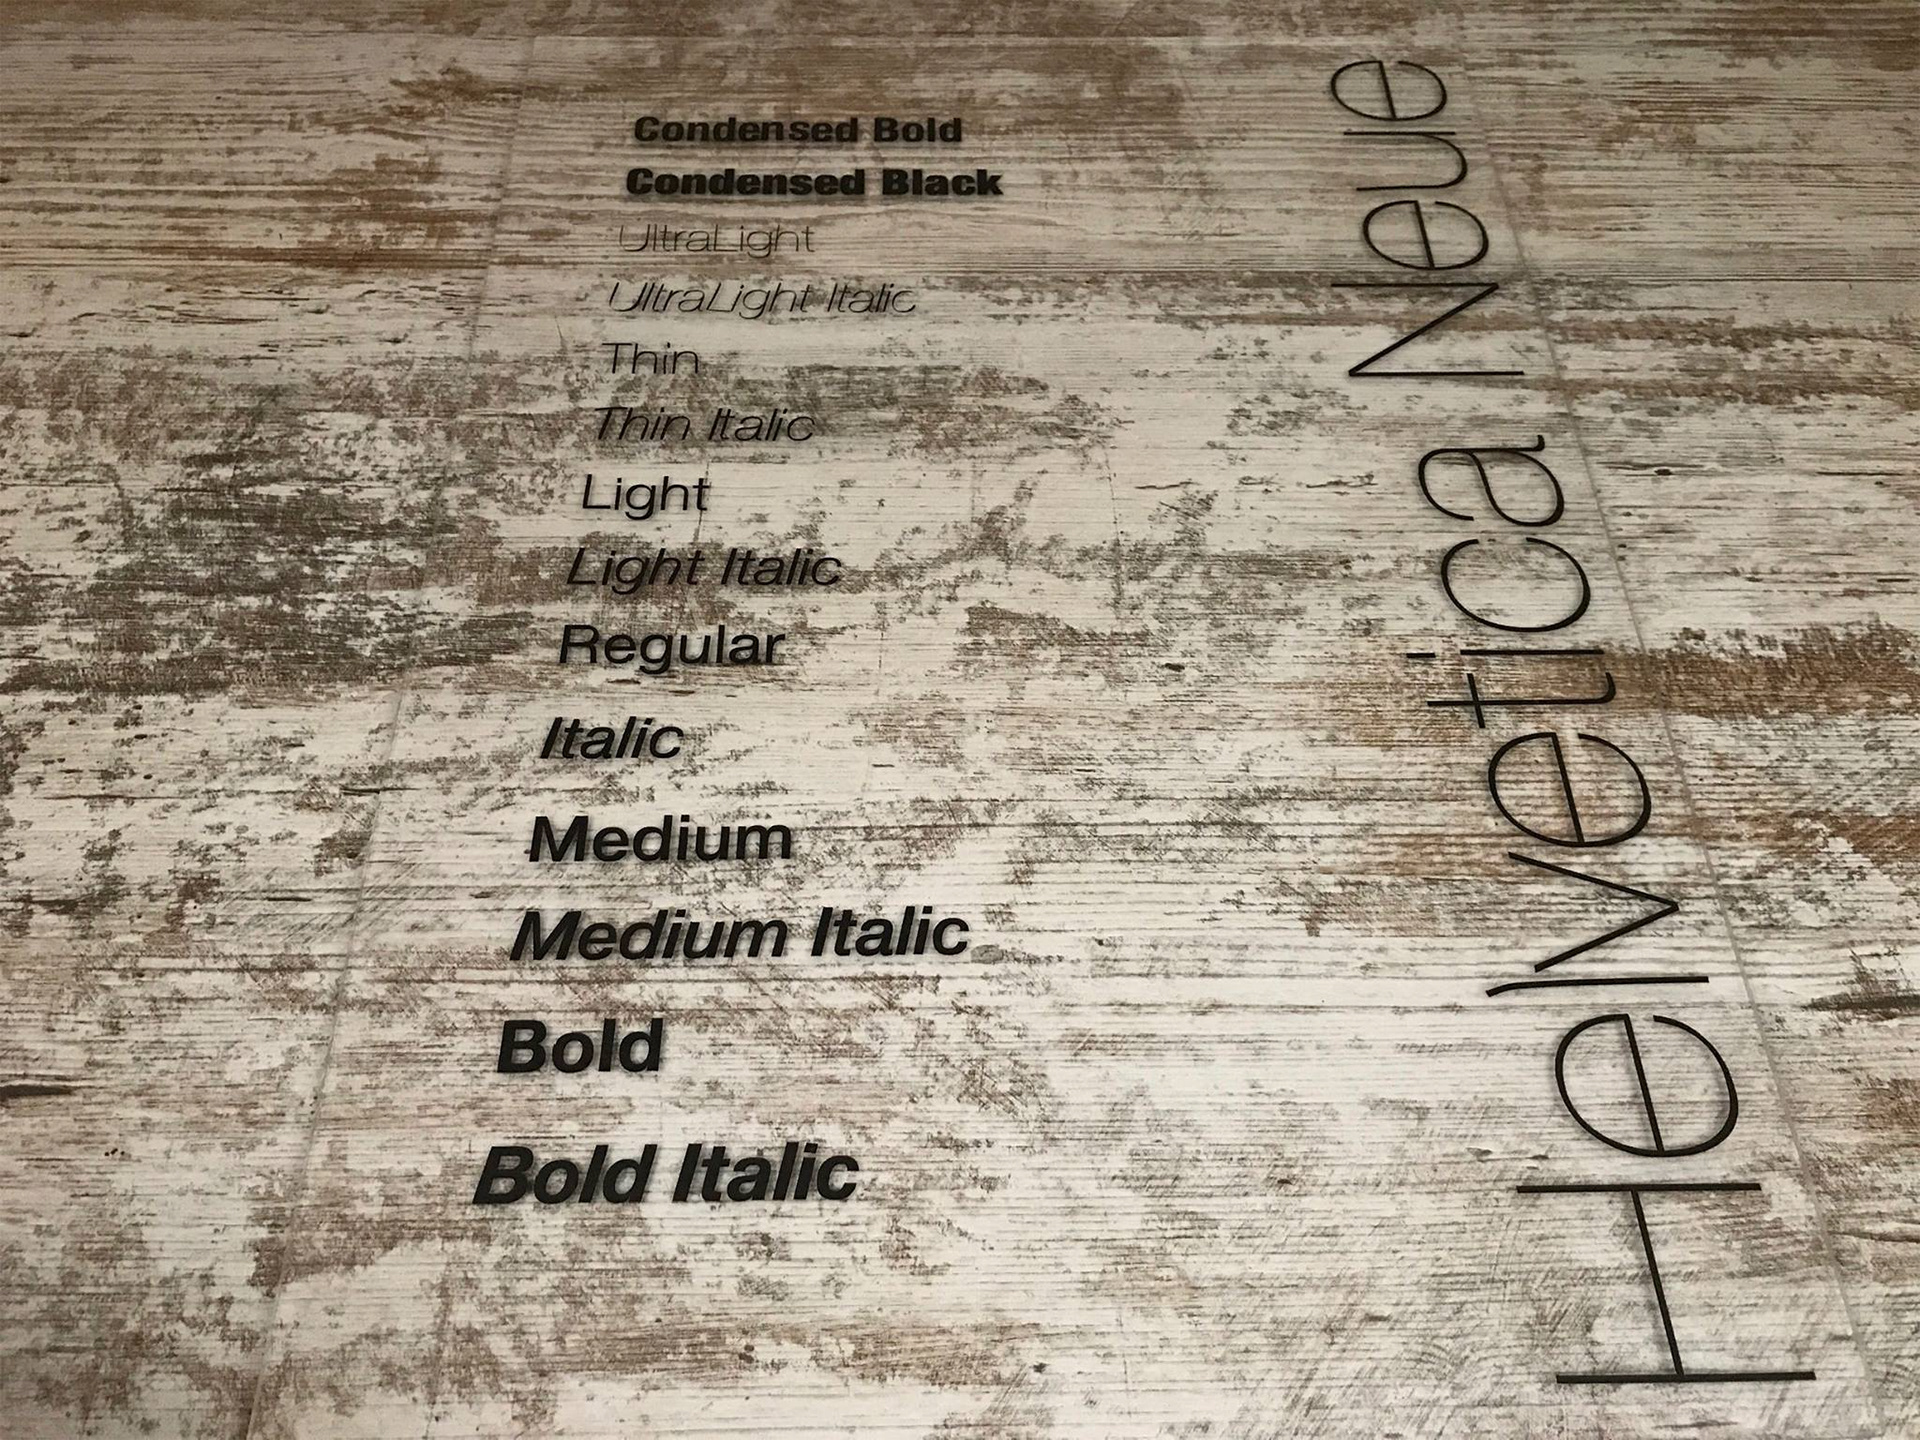 Condensed Bold
Condensed Black
UltraLight
UltraLight Italic
Thin
Thin Italic
Light
Light Italic
Regular
Italic
Medium
Medium Italic
Bold
Bold Italic
Helvetica Neue